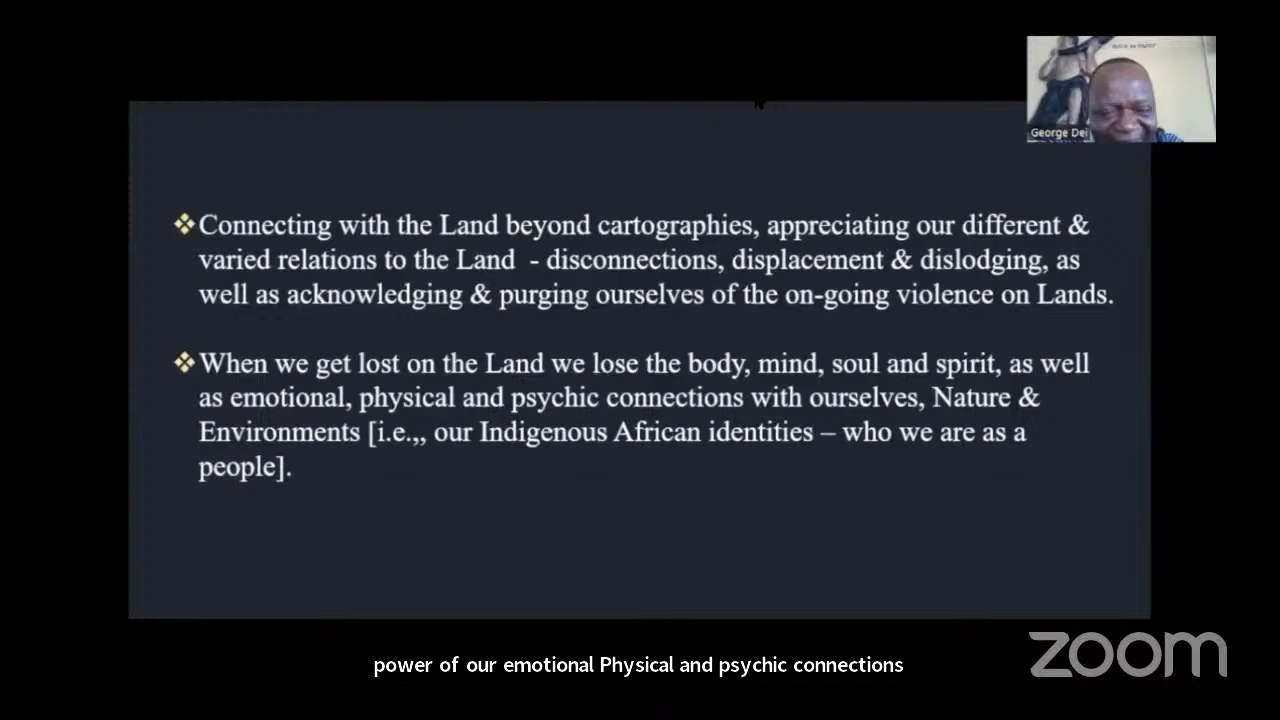 George Dei
❖Connecting with the Land beyond cartographies, appreciating our different &
varied relations to the Land - disconnections, displacement & dislodging, as
well as acknowledging & purging ourselves of the on-going violence on Lands.
❖When we get lost on the Land we lose the body, mind, soul and spirit, as well
as emotional, physical and psychic connections with ourselves, Nature &
Environments [i.e.,, our Indigenous African identities – who we are as a
people].
power of our emotional Physical and psychic connections
zoom